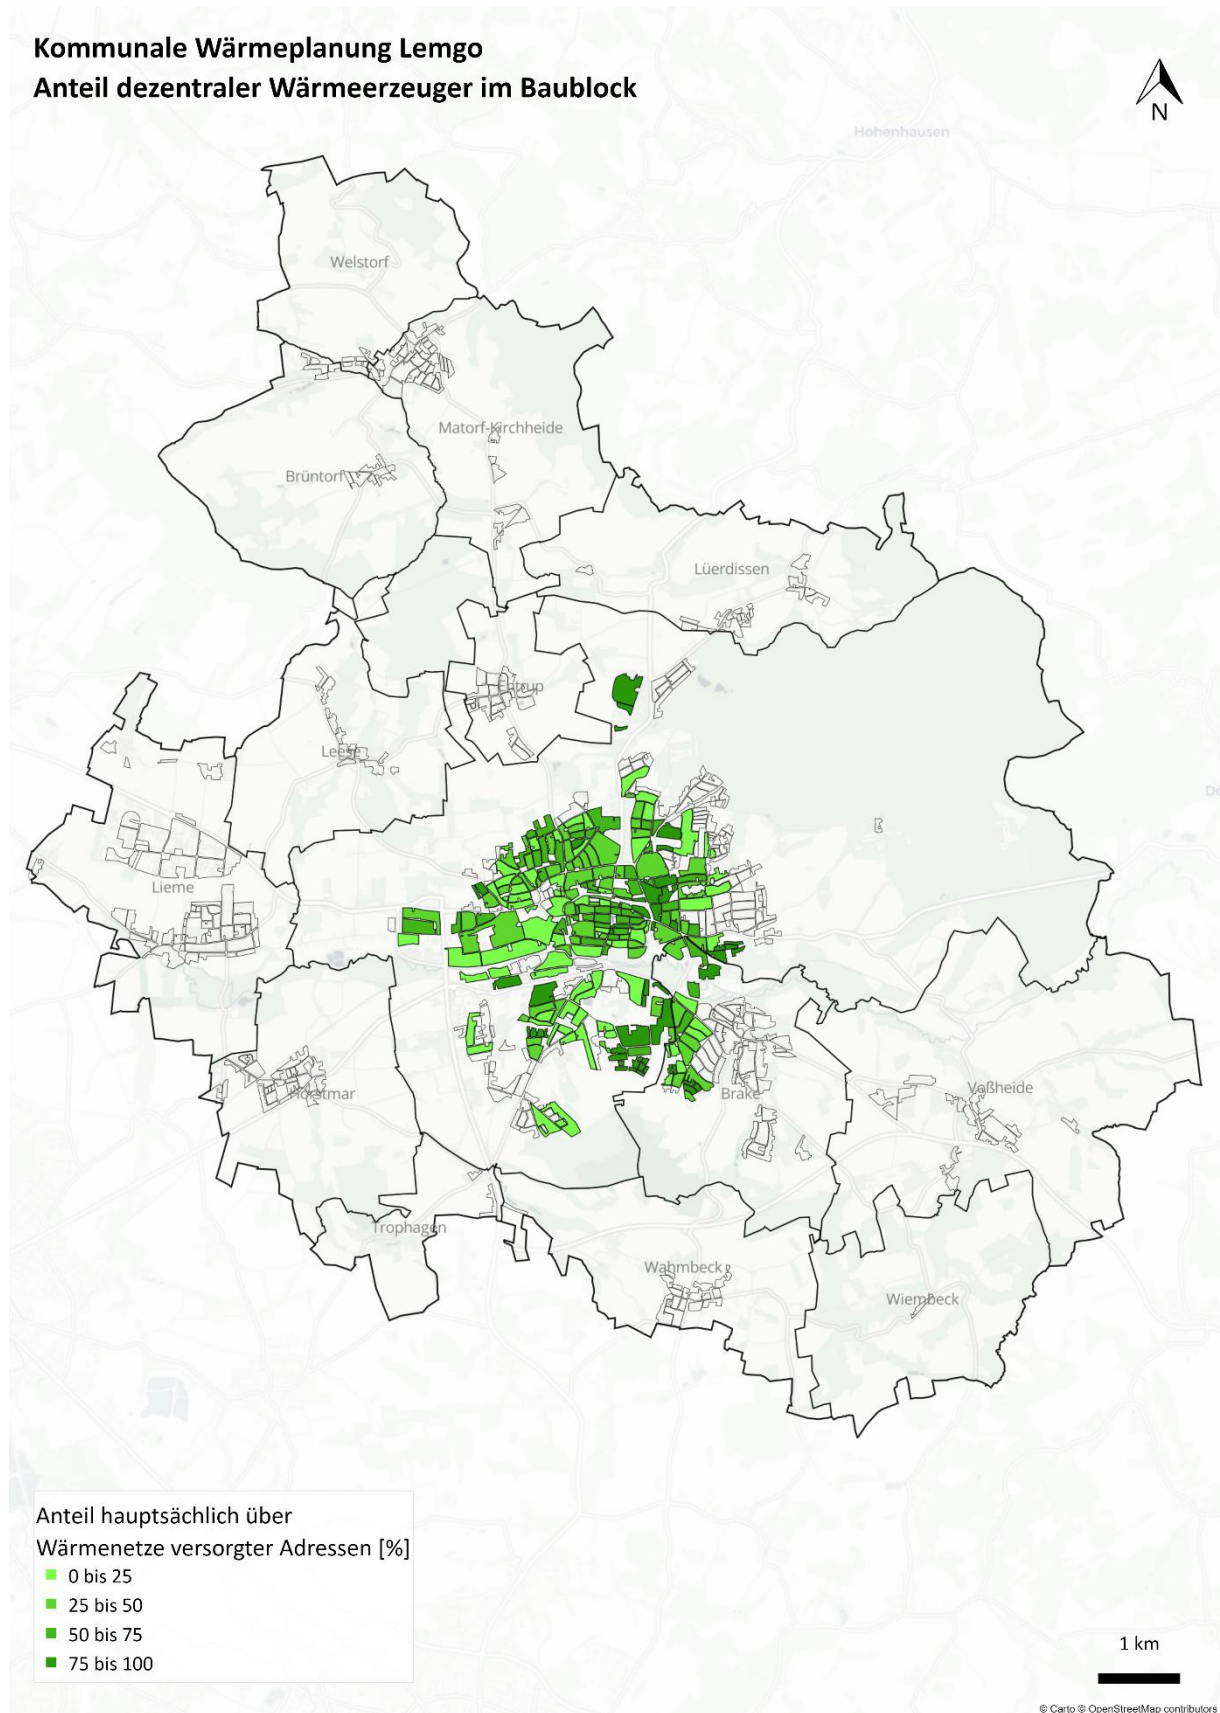 Kommunale Wärmeplanung Lemgo
Anteil dezentraler Wärmeerzeuger im Baublock
N
Hohenhausen
Welstorf
Matorf-Kirchheide
Brüntorf
Lüerdissen
Entrup
Leese
Dö
Lieme
Hörstmar
Brake
Voßheide
Trophagen
Wahmbeck
Wiembeck
Anteil hauptsächlich über
Wärmenetze versorgter Adressen [%]
0 bis 25
25 bis 50
50 bis 75
75 bis 100
1 km
© Carto © OpenStreetMap contributors